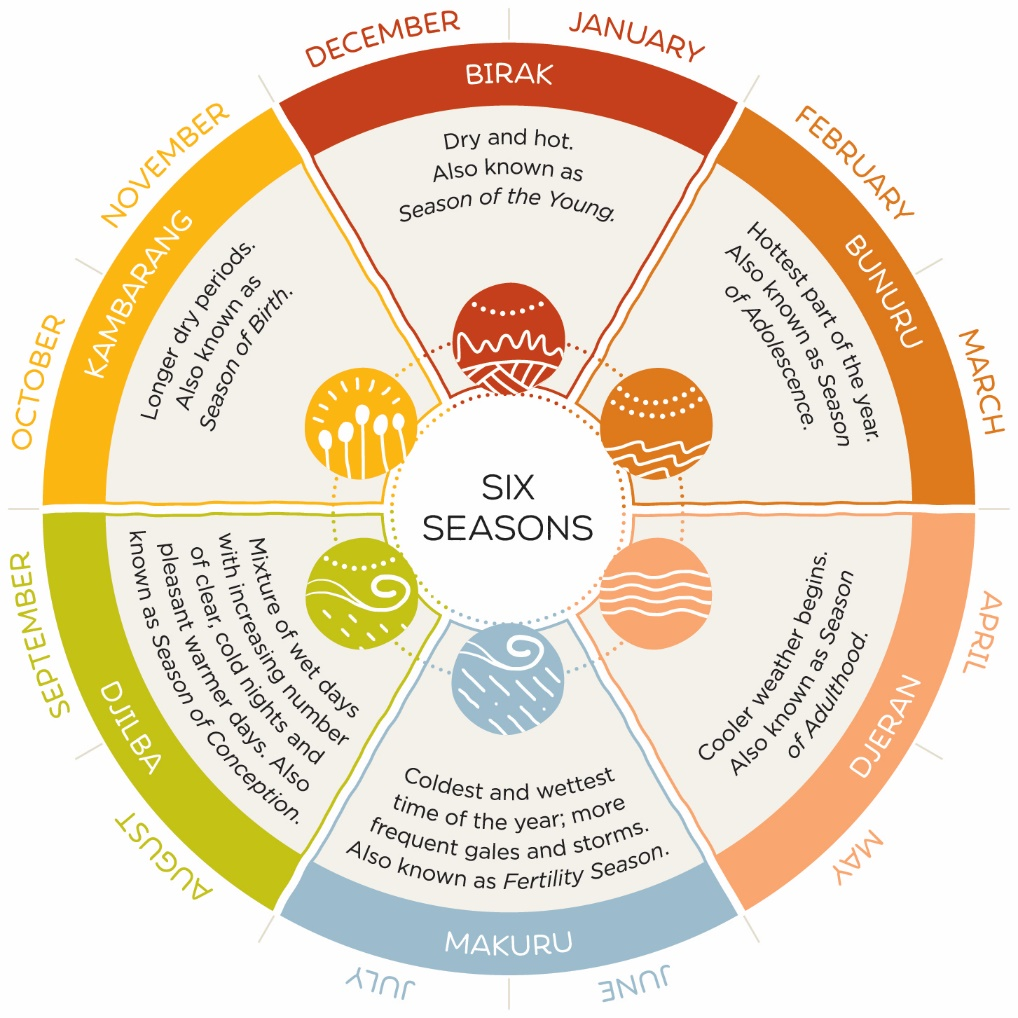 SIX
SEASONS
DECEMBER
JANUARY
BIRAK
Dry and hot.
Also known as
Season of the Young.
FEBRUARY
MARCH
BUNURU
Hottest part of the year.
Also known as Season
of Adolescence.
APRIL
MAY
DJERAN
Cooler weather begins.
Also known as Season
of Adulthood.
JUNE
JULY
MAKURU
Coldest and wettest
time of the year; more
frequent gales and storms.
Also known as Fertility Season.
AUGUST
SEPTEMBER
DJILBA
Mixture of wet days
with increasing number
of clear, cold nights and
pleasant warmer days. Also
known as Season of Conception.
OCTOBER
NOVEMBER
KAMBARANG
Longer dry periods.
Also known as
Season of Birth.